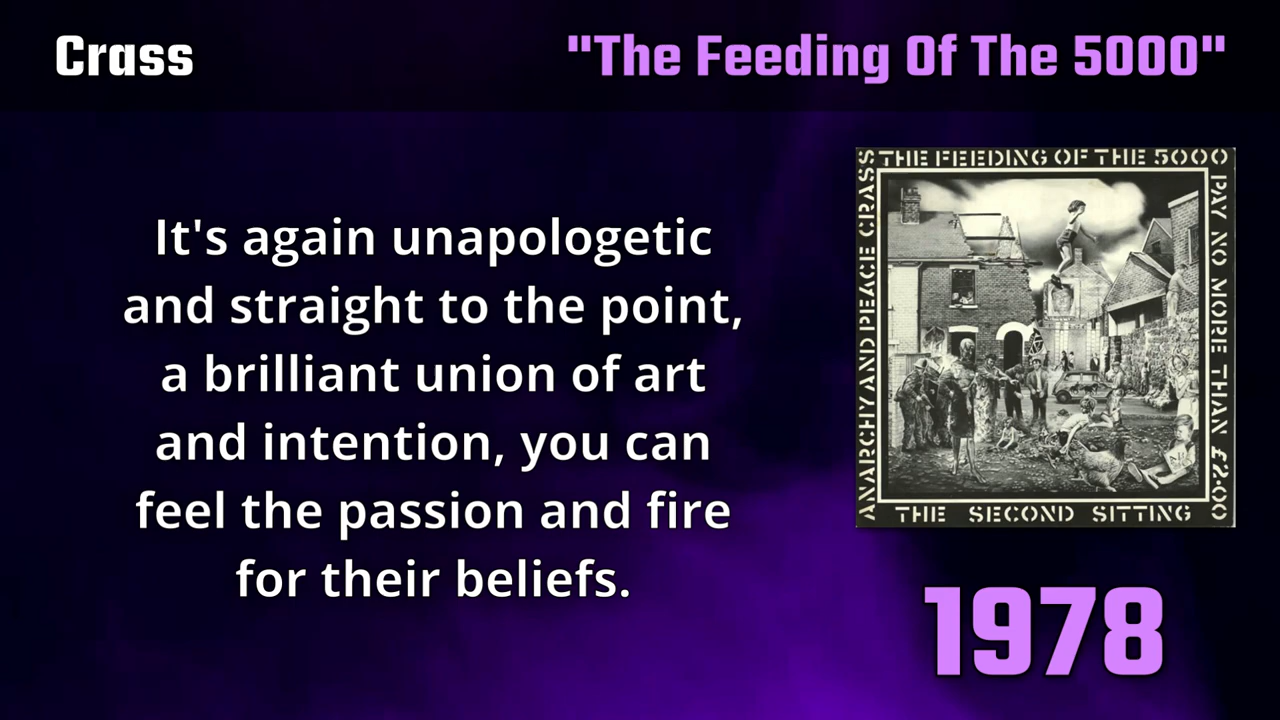 Crass
"The Feeding Of The 5000"
It's again unapologetic
and straight to the point,
a brilliant union of art
and intention, you can
feel the passion and fire
for their beliefs.
THE FEEDING OF THE 5000
PAY NO MORE THAN £2·00
ANARCHY AND PEACE CRASS
THE SECOND SITTING
1978